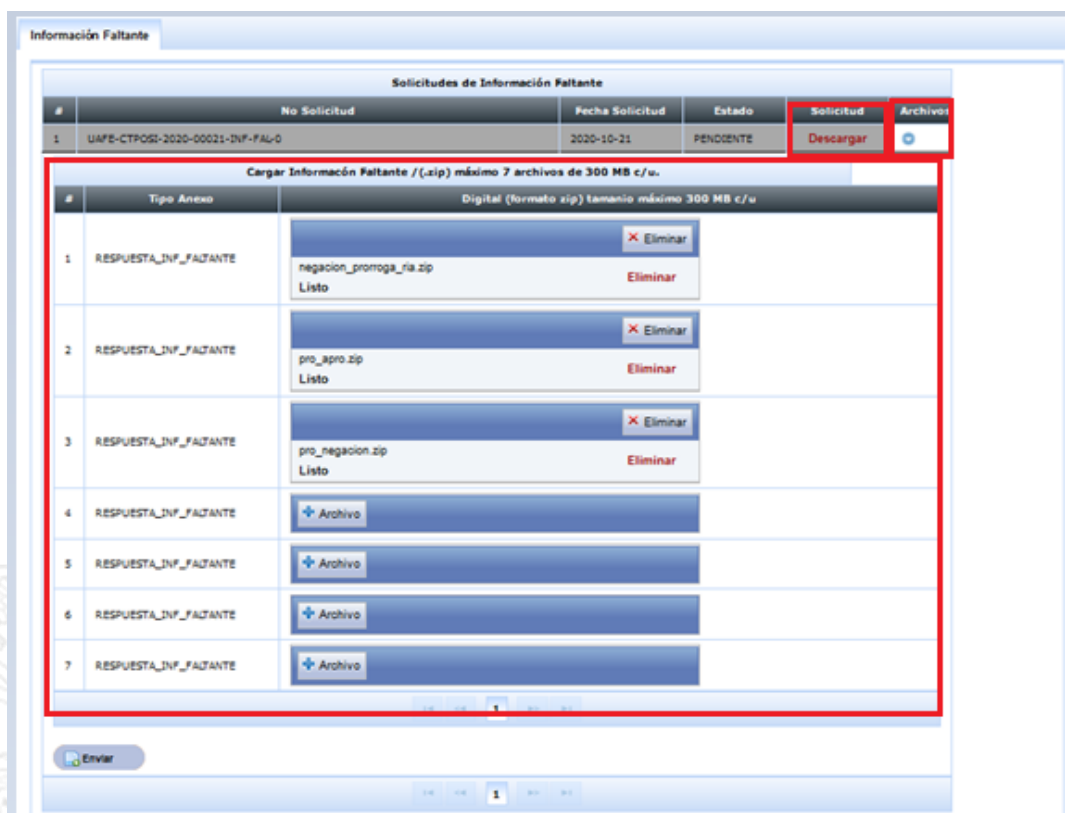 Información Faltante
Solicitudes de Información Faltante
# No Solicitud Fecha Solicitud Estado Solicitud Archivos
1 UAFE-CTPOSI-2020-00021-INF-FAL-0 2020-10-21 PENDIENTE Descargar
Cargar Informacón Faltante /(.zip) máximo 7 archivos de 300 MB c/u.
# Tipo Anexo Digital (formato zip) tamanio máximo 300 MB c/u
Eliminar
1 RESPUESTA_INF_FALTANTE negacion_prorroga_ria.zip Eliminar
Listo
Eliminar
2 RESPUESTA_INF_FALTANTE pro_apro.zip Eliminar
Listo
Eliminar
3 RESPUESTA_INF_FALTANTE pro_negacion.zip Eliminar
Listo
4 RESPUESTA_INF_FALTANTE Archivo
5 RESPUESTA_INF_FALTANTE Archivo
6 RESPUESTA_INF_FALTANTE Archivo
7 RESPUESTA_INF_FALTANTE Archivo
1
Enviar
1